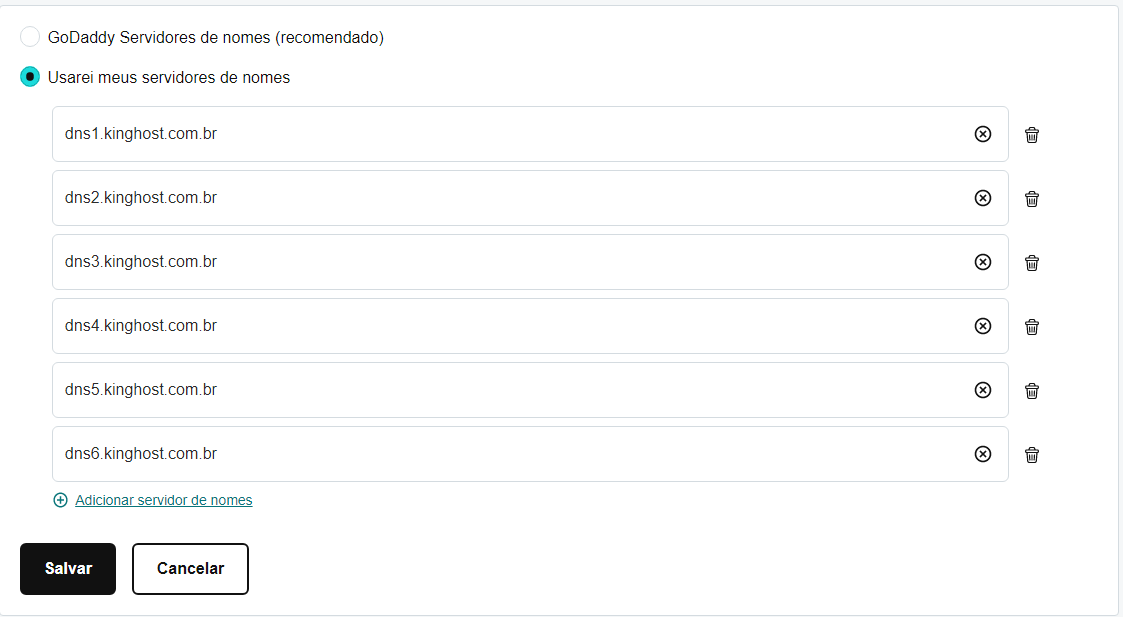 GoDaddy Servidores de nomes (recomendado)
Usarei meus servidores de nomes
dns1.kinghost.com.br
dns2.kinghost.com.br
dns3.kinghost.com.br
dns4.kinghost.com.br
dns5.kinghost.com.br
dns6.kinghost.com.br
Adicionar servidor de nomes
Salvar Cancelar